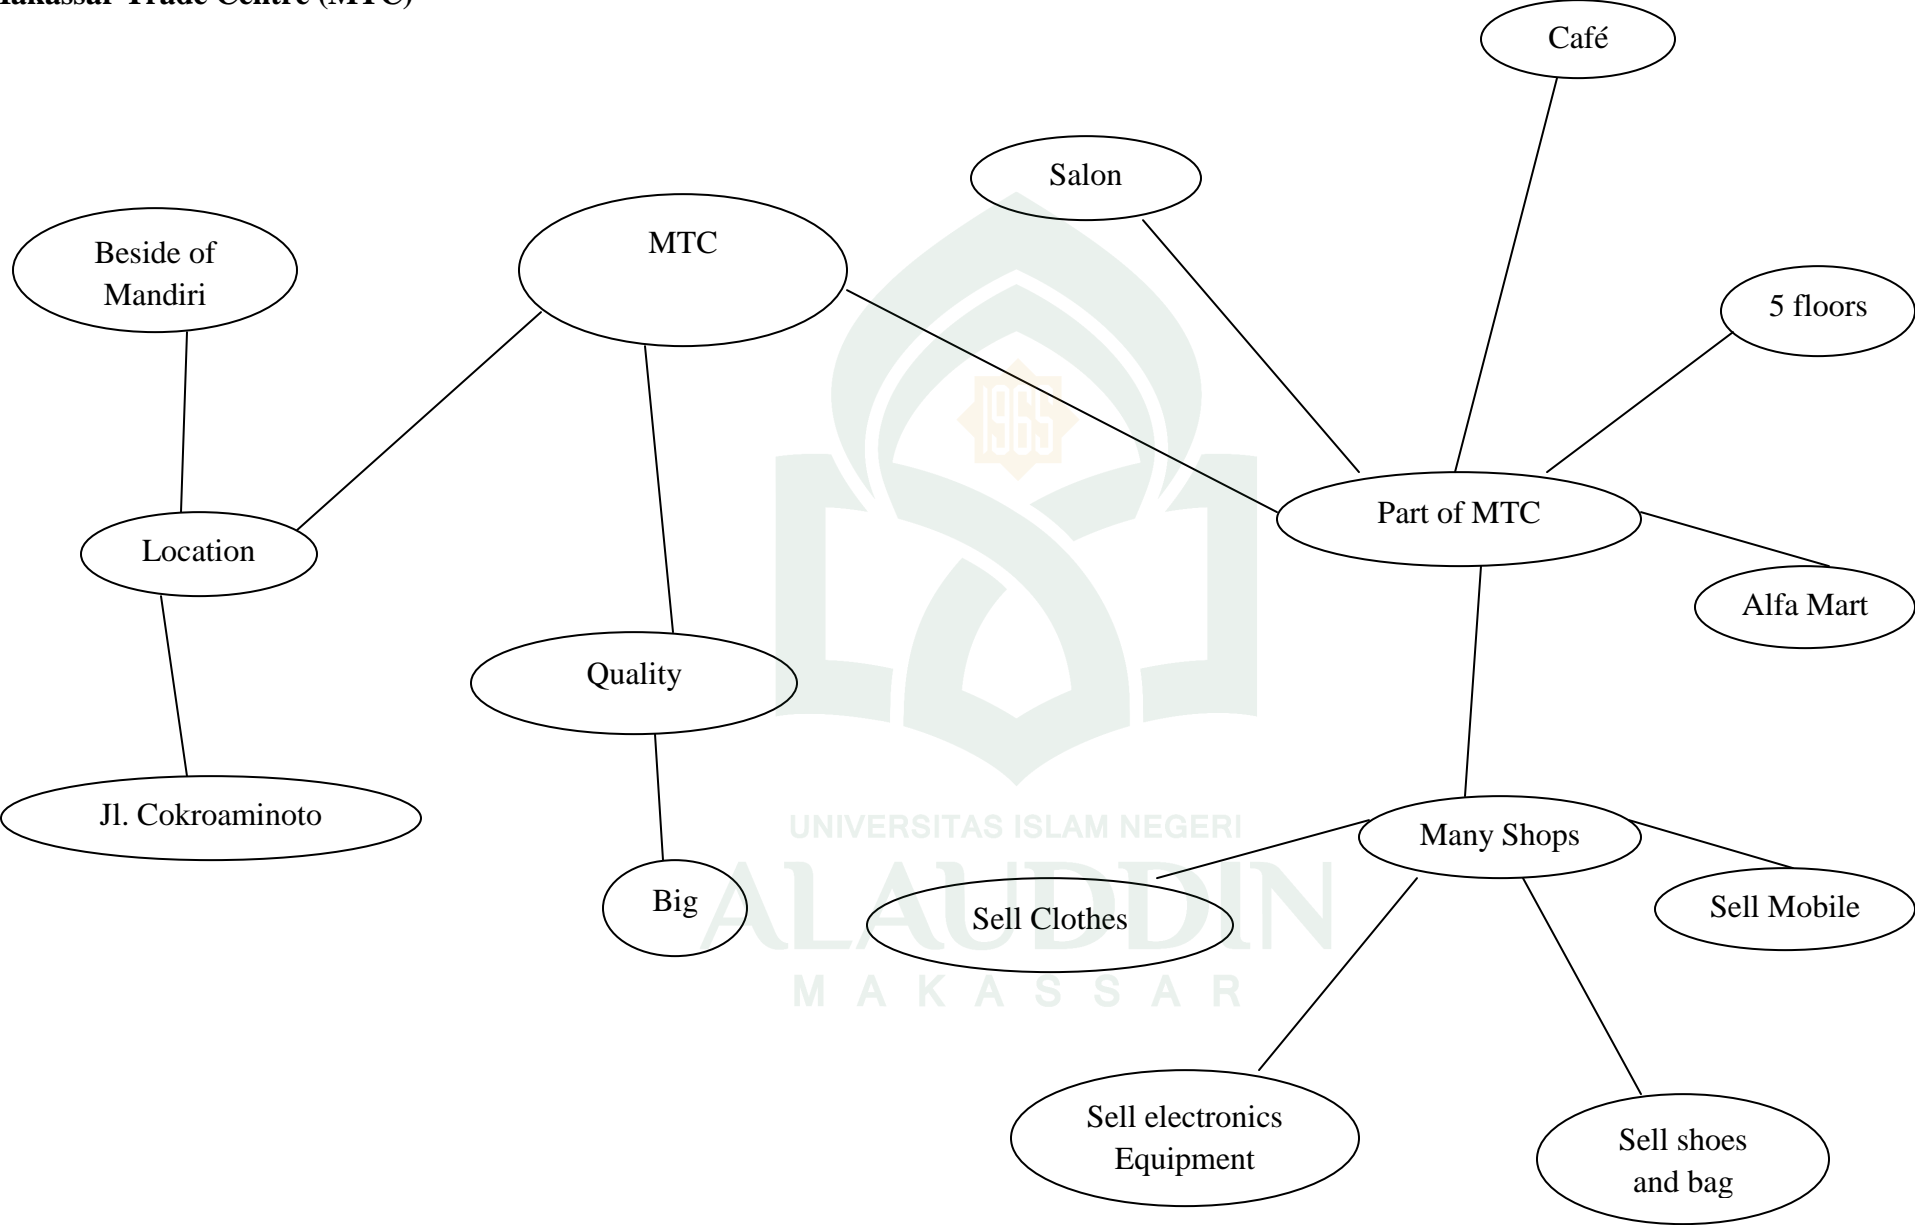 Makassar Trade Centre (MTC)
Café
Salon
MTC
Beside of
Mandiri
5 floors
1965
Part of MTC
Location
Alfa Mart
Quality
Jl. Cokroaminoto
UNIVERSITAS ISLAM NEGERI
Many Shops
ALAUDDIN
Big
Sell Clothes
Sell Mobile
MAKASSAR
Sell electronics
Equipment
Sell shoes
and bag